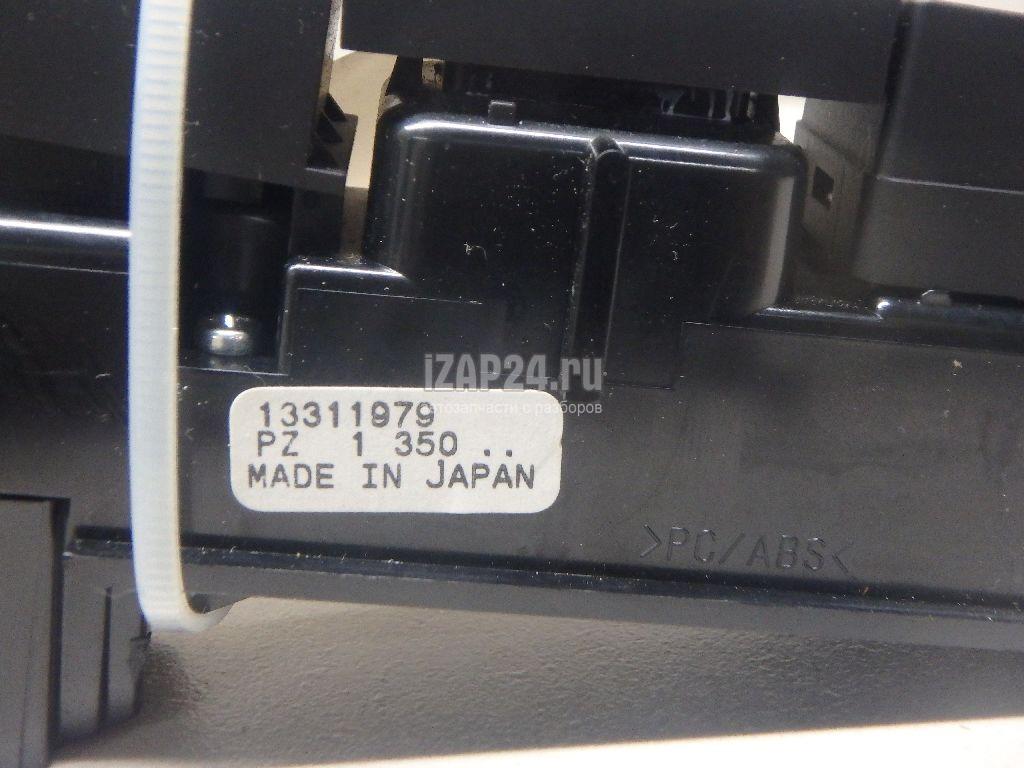 iZAP24.ru
автозапчасти с разборов
13311979
PZ 1 350 ..
MADE IN JAPAN
>PC/ABS<